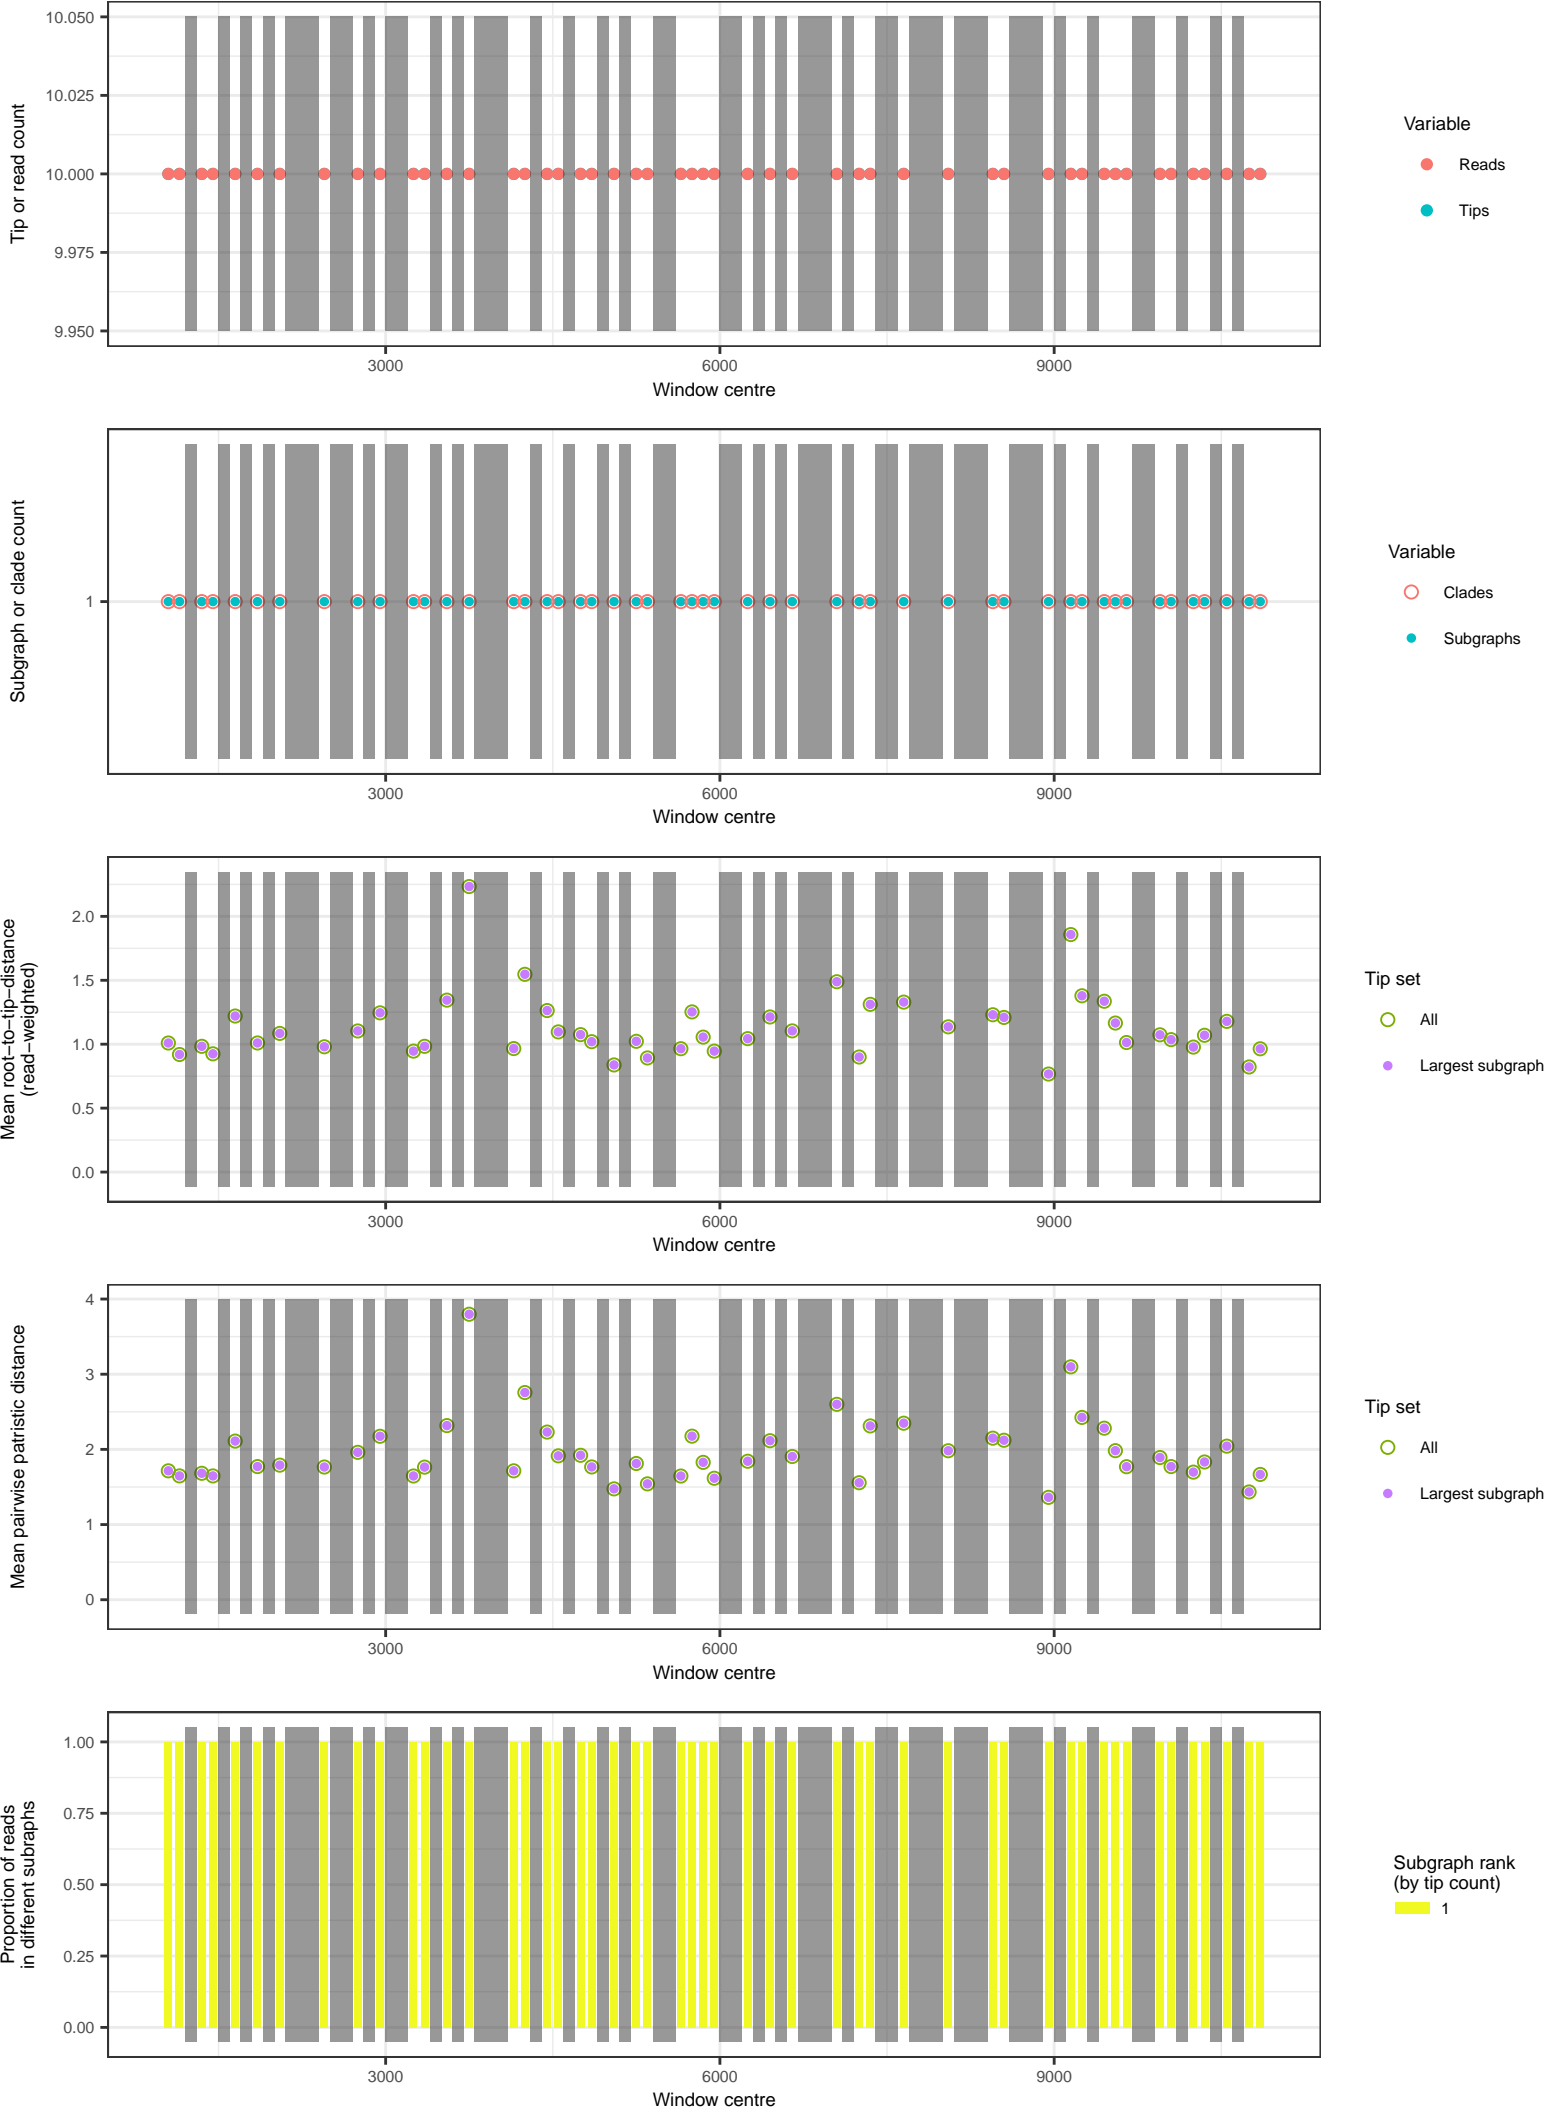 10.050
10.025
10.000
9.975
9.950
Tip or read count
3000
6000
9000
Window centre
Variable
Reads
Tips
1
Subgraph or clade count
3000
6000
9000
Window centre
Variable
Clades
Subgraphs
2.0
1.5
1.0
0.5
0.0
Mean root−to−tip−distance
(read−weighted)
3000
6000
9000
Window centre
Tip set
All
Largest subgraph
4
3
2
1
0
Mean pairwise patristic distance
3000
6000
9000
Window centre
Tip set
All
Largest subgraph
1.00
0.75
0.50
0.25
0.00
Proportion of reads
in different subraphs
3000
6000
9000
Window centre
Subgraph rank
(by tip count)
1